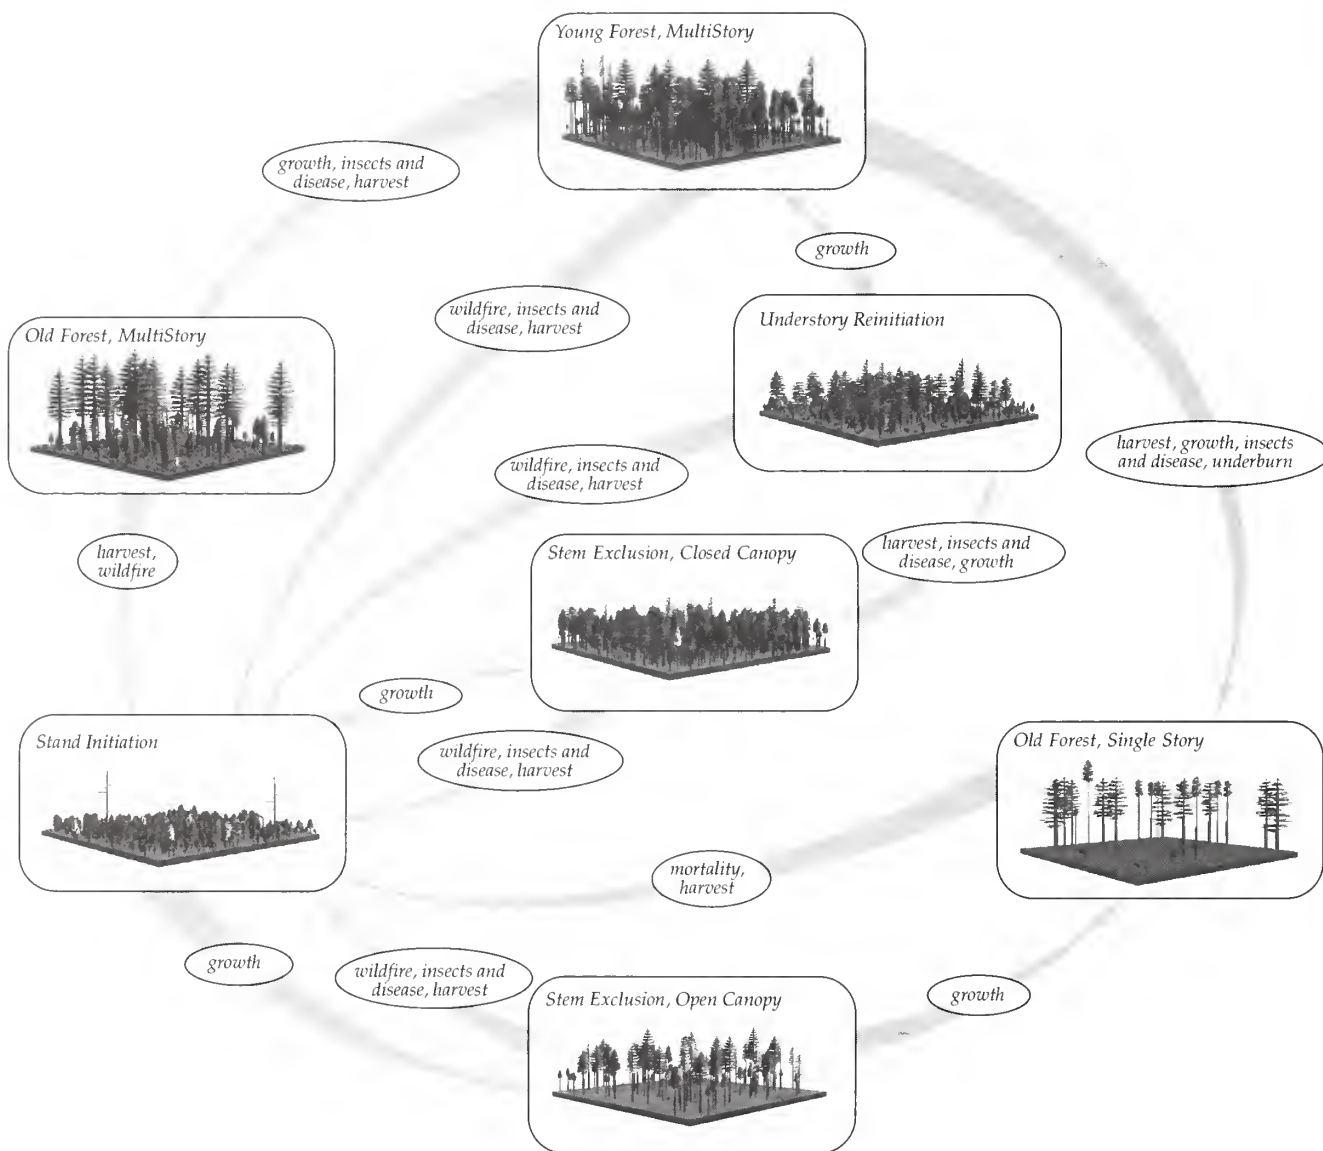 Young Forest, MultiStory
growth, insects and
disease, harvest
growth
wildfire, insects and
disease, harvest
Understory Reinitiation
Old Forest, MultiStory
harvest, growth, insects
and disease, underburn
wildfire, insects and
disease, harvest
harvest,
wildfire
Stem Exclusion, Closed Canopy
harvest, insects and
disease, growth
growth
Stand Initiation
wildfire, insects and
disease, harvest
Old Forest, Single Story
mortality,
harvest
growth
wildfire, insects and
disease, harvest
Stem Exclusion, Open Canopy
growth